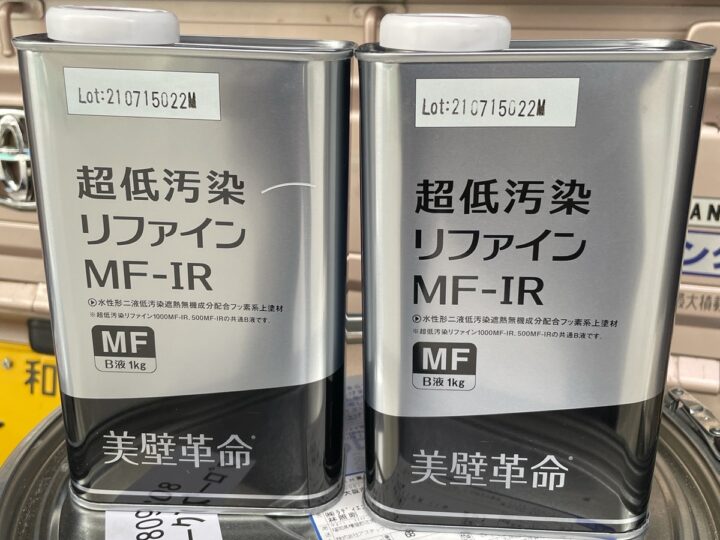 Lot:210715022M
超低汚染
リファイン
MF-IR
水性形二液低汚染遮熱無機成分配合フッ素系上塗材
※超低汚染リファイン1000MF-IR、500MF-IRの共通B液です。
MF
B液 1kg
美壁革命
Lot:210715022M
超低汚染
リファイン
MF-IR
水性形二液低汚染遮熱無機成分配合フッ素系上塗材
※超低汚染リファイン1000MF-IR、500MF-IRの共通B液です。
MF
B液 1kg
美壁革命
和
AN
最大積